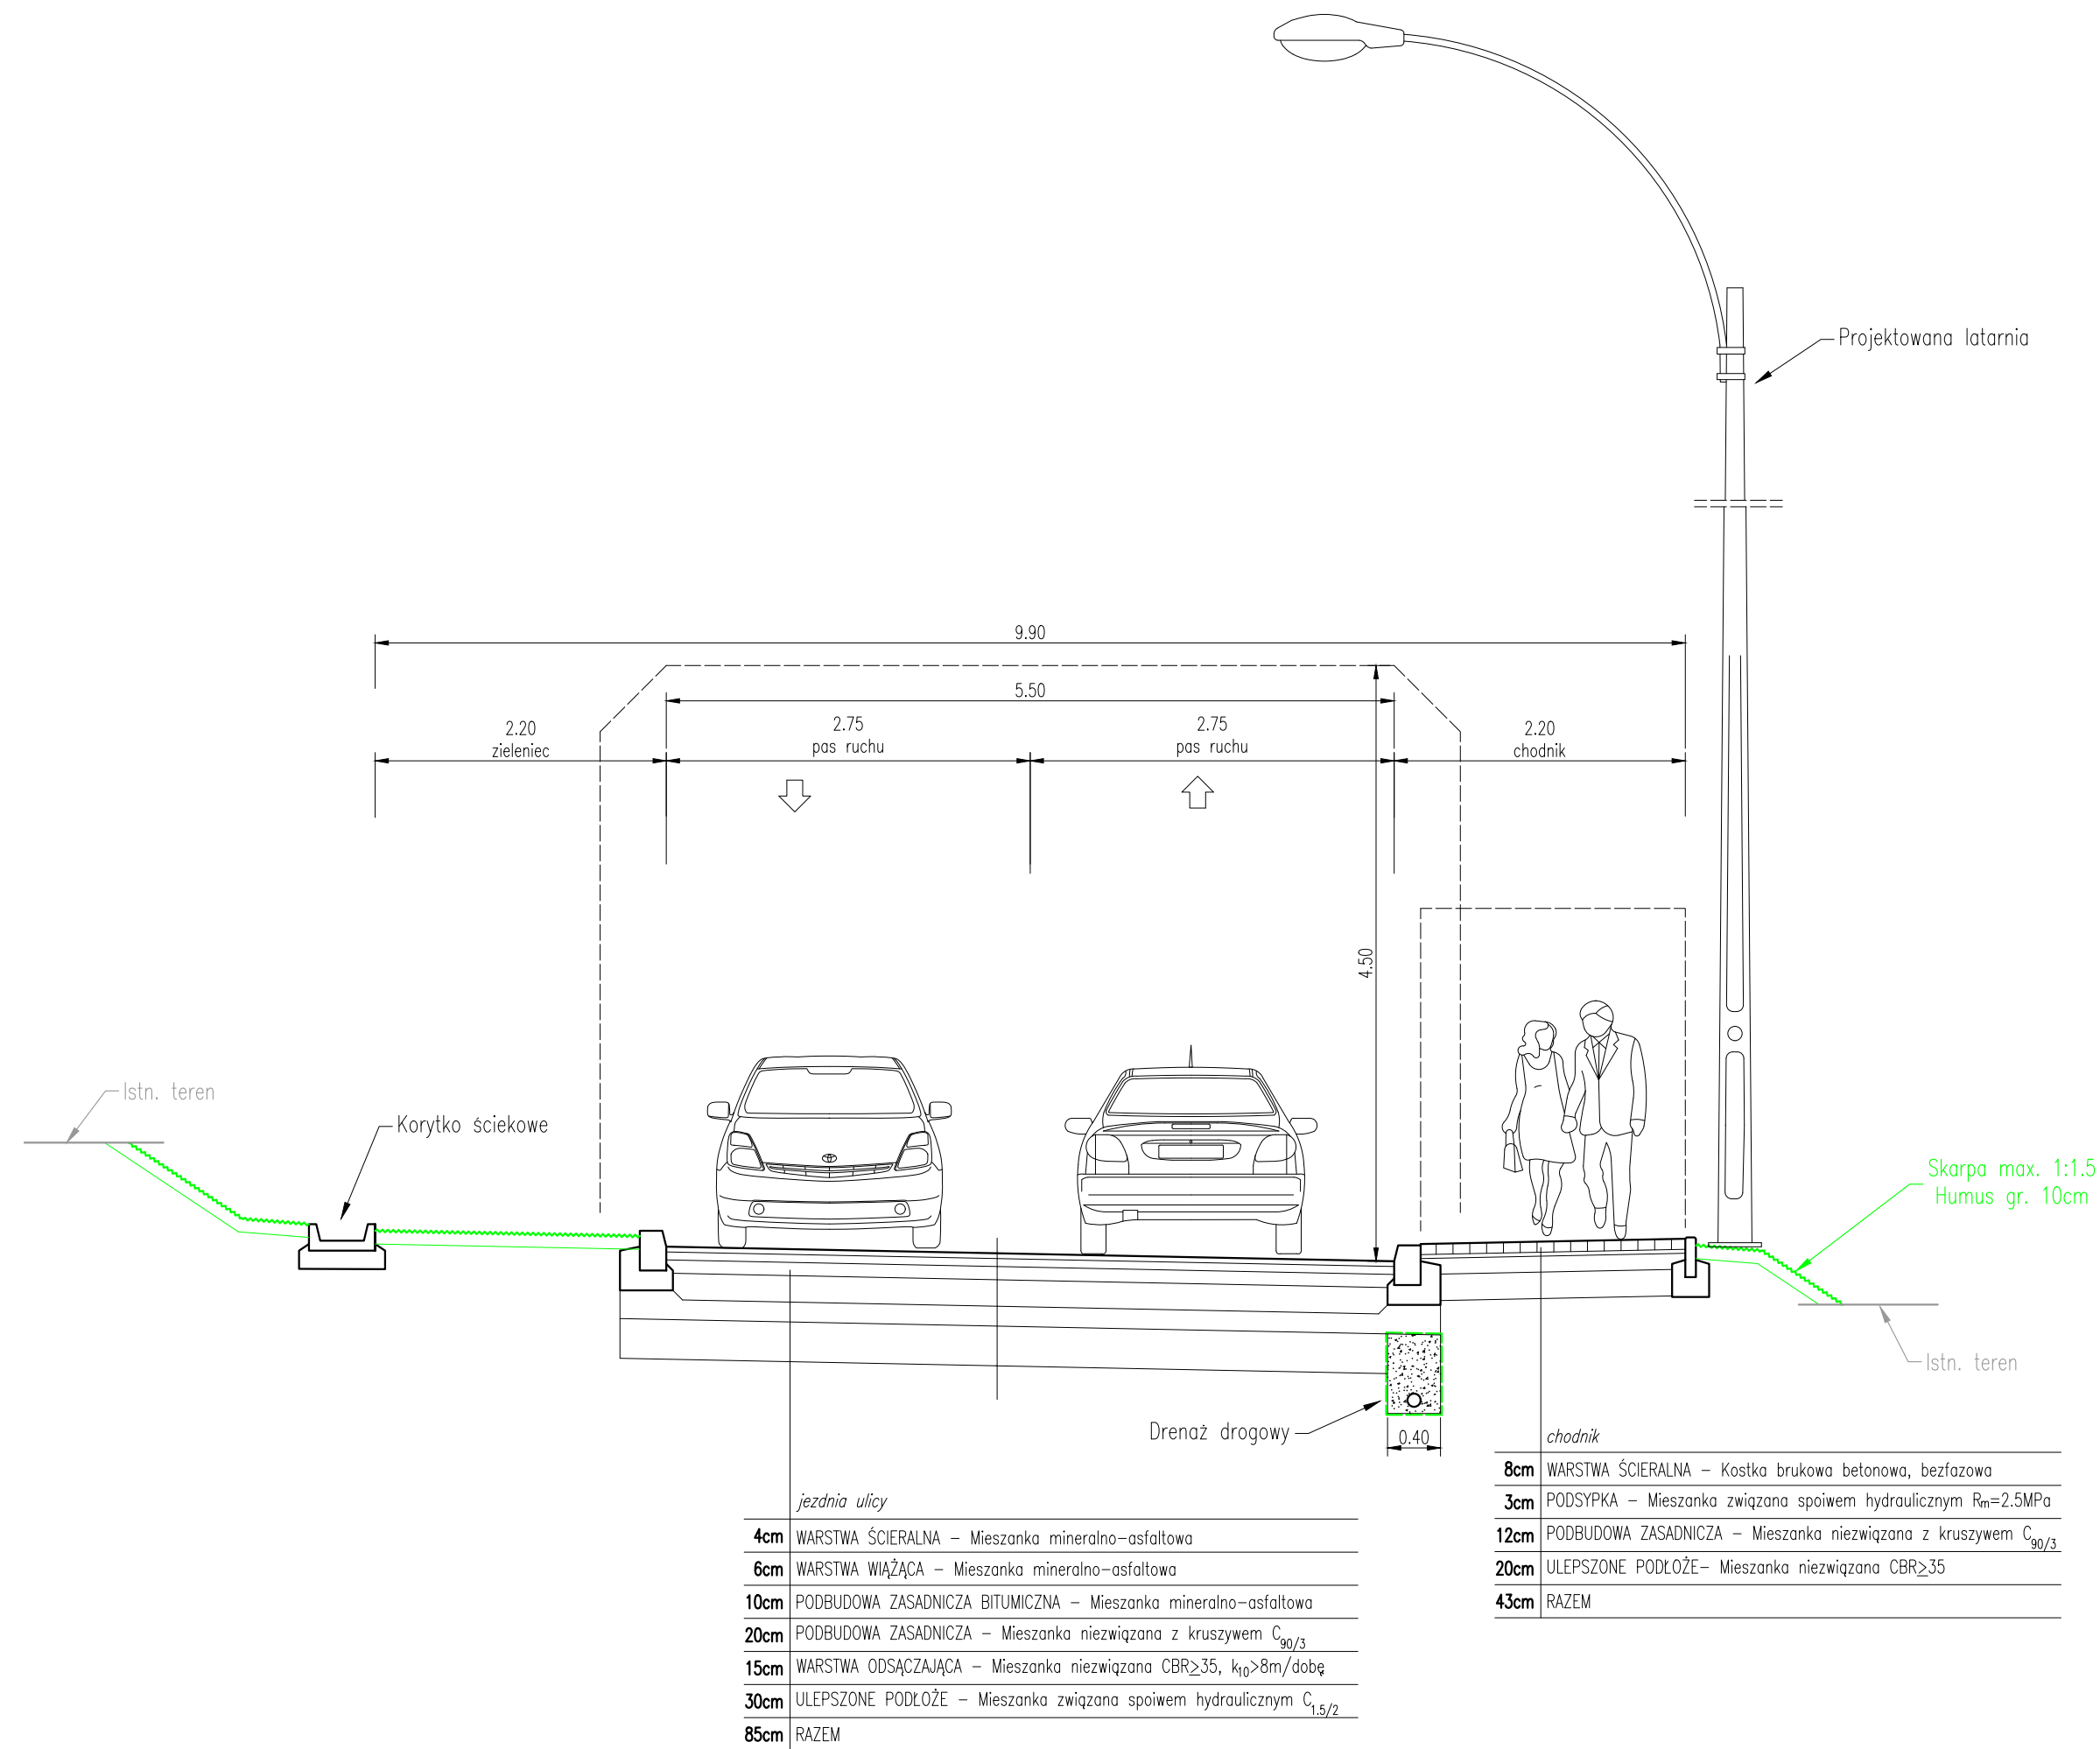 Projektowana latarnia
9.90
5.50
2.20
zieleniec
2.75
pas ruchu
2.75
pas ruchu
2.20
chodnik
4.50
Istn. teren
Korytko ściekowe
Skarpa max. 1:1.5
Humus gr. 10cm
Istn. teren
Drenaż drogowy
0.40
chodnik
8cm WARSTWA ŚCIERALNA – Kostka brukowa betonowa, bezfazowa
3cm PODSYPKA – Mieszanka związana spoiwem hydraulicznym Rm=2.5MPa
12cm PODBUDOWA ZASADNICZA – Mieszanka niezwiązana z kruszywem C90/3
20cm ULEPSZONE PODŁOŻE– Mieszanka niezwiązana CBR≥35
43cm RAZEM
jezdnia ulicy
4cm WARSTWA ŚCIERALNA – Mieszanka mineralno–asfaltowa
6cm WARSTWA WIĄŻĄCA – Mieszanka mineralno–asfaltowa
10cm PODBUDOWA ZASADNICZA BITUMICZNA – Mieszanka mineralno–asfaltowa
20cm PODBUDOWA ZASADNICZA – Mieszanka niezwiązana z kruszywem C90/3
15cm WARSTWA ODSĄCZAJĄCA – Mieszanka niezwiązana CBR≥35, k10>8m/dobę
30cm ULEPSZONE PODŁOŻE – Mieszanka związana spoiwem hydraulicznym C1.5/2
85cm RAZEM